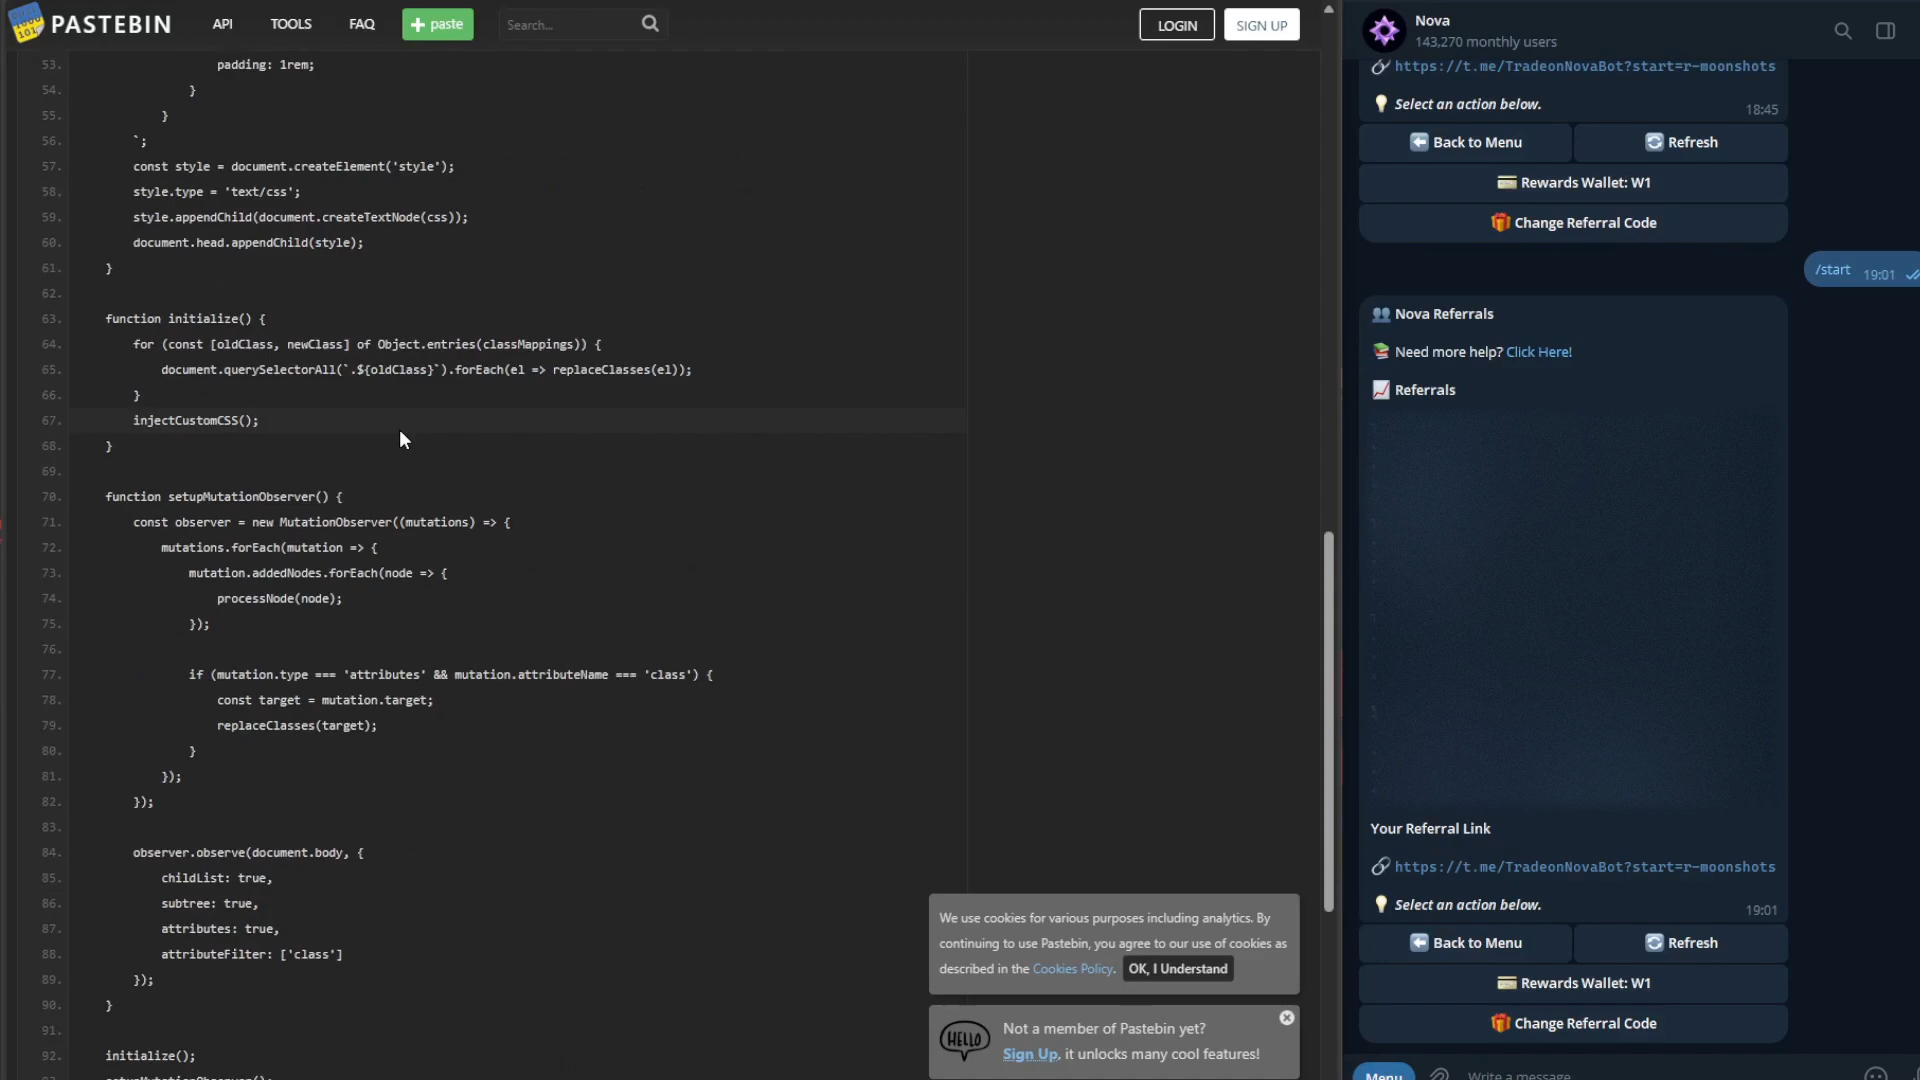 PASTEBIN
API
TOOLS
FAQ
+ paste
Search...
LOGIN
SIGN UP
53. padding: 1rem;
54. }
55. }
56. `;
57. const style = document.createElement('style');
58. style.type = 'text/css';
59. style.appendChild(document.createTextNode(css));
60. document.head.appendChild(style);
61. }
62.
63. function initialize() {
64. for (const [oldClass, newClass] of Object.entries(classMappings)) {
65. document.querySelectorAll(`.${oldClass}`).forEach(el => replaceClasses(el));
66. }
67. injectCustomCSS();
68. }
69.
70. function setupMutationObserver() {
71. const observer = new MutationObserver((mutations) => {
72. mutations.forEach(mutation => {
73. mutation.addedNodes.forEach(node => {
74. processNode(node);
75. });
76.
77. if (mutation.type === 'attributes' && mutation.attributeName === 'class') {
78. const target = mutation.target;
79. replaceClasses(target);
80. }
81. });
82. });
83.
84. observer.observe(document.body, {
85. childList: true,
86. subtree: true,
87. attributes: true,
88. attributeFilter: ['class']
89. });
90. }
91.
92. initialize();
We use cookies for various purposes including analytics. By
continuing to use Pastebin, you agree to our use of cookies as
described in the Cookies Policy. OK, I Understand
HELLO
Not a member of Pastebin yet?
Sign Up, it unlocks many cool features!
Nova
143,270 monthly users
https://t.me/TradeonNovaBot?start=r-moonshots
Select an action below.
18:45
Back to Menu
Refresh
Rewards Wallet: W1
Change Referral Code
/start 19:01
Nova Referrals
Need more help? Click Here!
Referrals
Your Referral Link
https://t.me/TradeonNovaBot?start=r-moonshots
Select an action below.
19:01
Back to Menu
Refresh
Rewards Wallet: W1
Change Referral Code
Menu
Write a message...